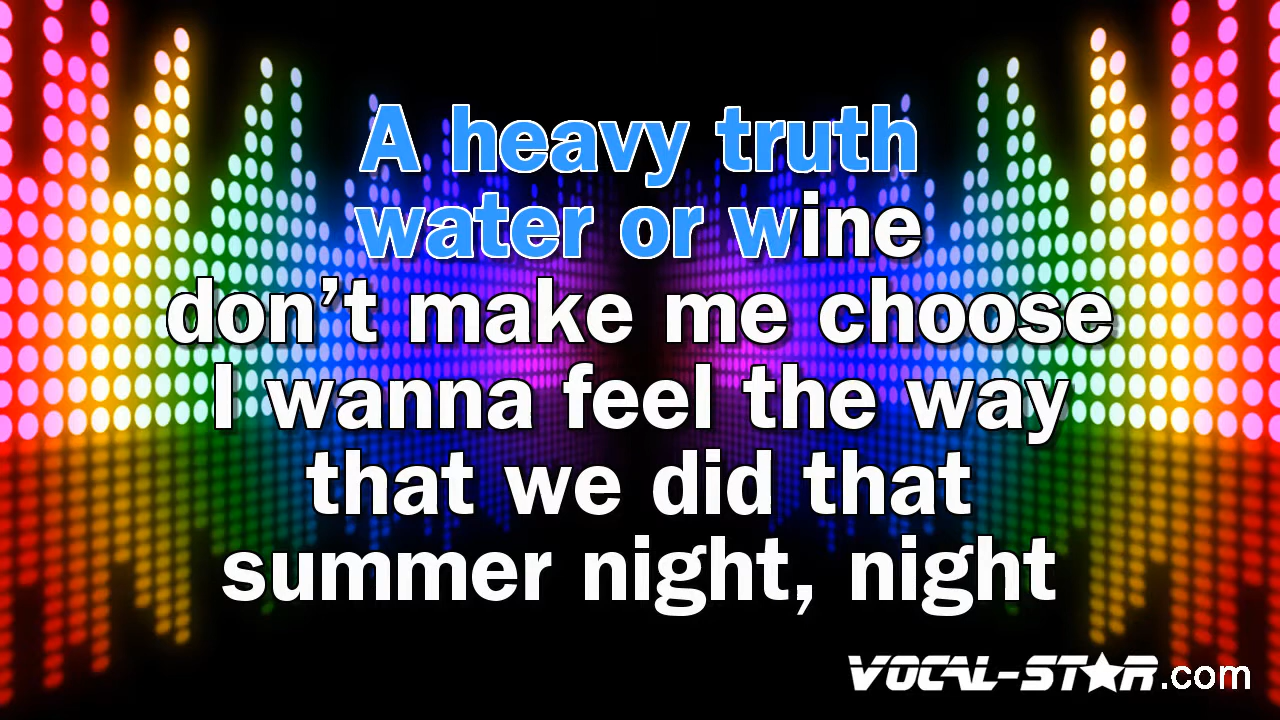 A heavy truth
water or wine
don’t make me choose
I wanna feel the way
that we did that
summer night, night
VOCAL-STAR.com